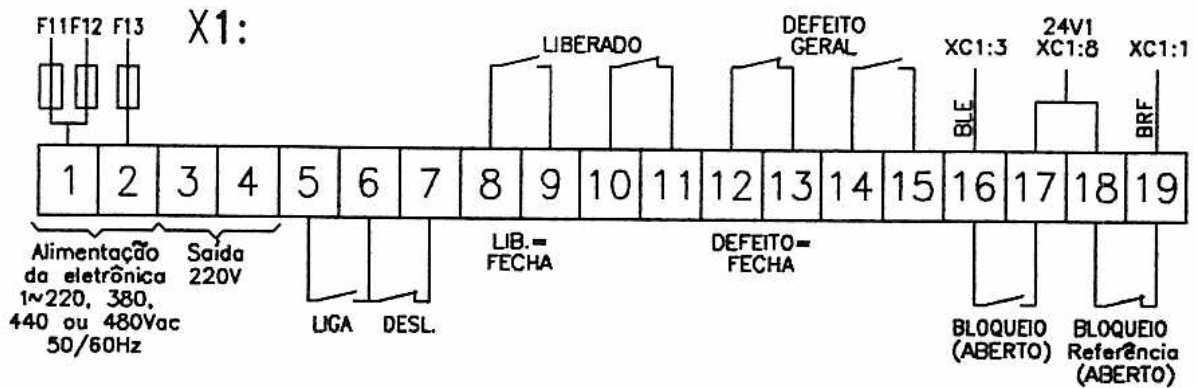 F11 F12 F13
X1:
LIBERADO
DEFEITO
GERAL
XC1:3
24V1
XC1:8
XC1:1
BLE
BRF
1 2 3 4 5 6 7 8 9 10 11 12 13 14 15 16 17 18 19
Alimentação
da eletrônica
1~220, 380,
440 ou 480Vac
50/60Hz
Saída
220V
LIGA
DESL.
LIB.=
FECHA
DEFEITO=
FECHA
BLOQUEIO
(ABERTO)
BLOQUEIO
Referência
(ABERTO)